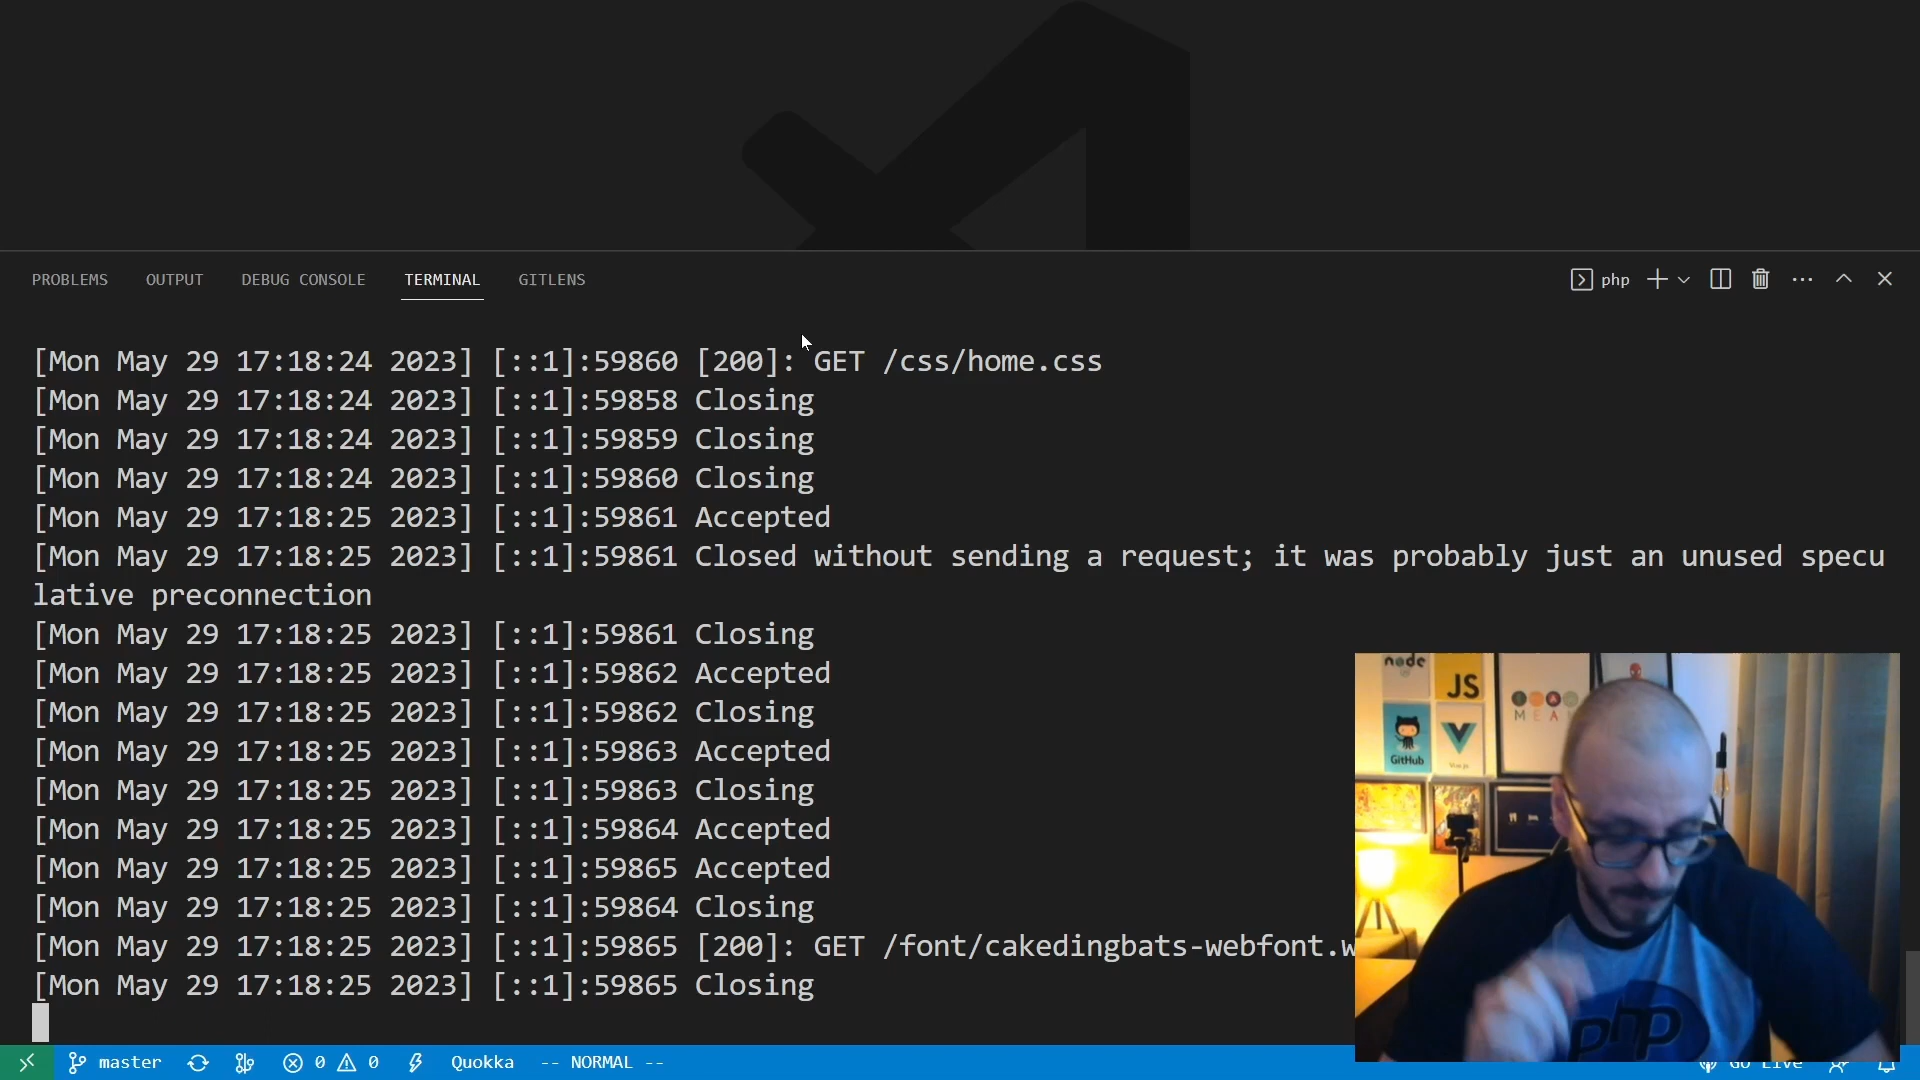 PROBLEMS OUTPUT DEBUG CONSOLE TERMINAL GITLENS php
[Mon May 29 17:18:24 2023] [::1]:59860 [200]: GET /css/home.css
[Mon May 29 17:18:24 2023] [::1]:59858 Closing
[Mon May 29 17:18:24 2023] [::1]:59859 Closing
[Mon May 29 17:18:24 2023] [::1]:59860 Closing
[Mon May 29 17:18:25 2023] [::1]:59861 Accepted
[Mon May 29 17:18:25 2023] [::1]:59861 Closed without sending a request; it was probably just an unused specu
lative preconnection
[Mon May 29 17:18:25 2023] [::1]:59861 Closing
[Mon May 29 17:18:25 2023] [::1]:59862 Accepted
[Mon May 29 17:18:25 2023] [::1]:59862 Closing
[Mon May 29 17:18:25 2023] [::1]:59863 Accepted
[Mon May 29 17:18:25 2023] [::1]:59863 Closing
[Mon May 29 17:18:25 2023] [::1]:59864 Accepted
[Mon May 29 17:18:25 2023] [::1]:59865 Accepted
[Mon May 29 17:18:25 2023] [::1]:59864 Closing
[Mon May 29 17:18:25 2023] [::1]:59865 [200]: GET /font/cakedingbats-webfont.w
[Mon May 29 17:18:25 2023] [::1]:59865 Closing
node
JS
MEAN
GitHub
php
master 0 0 Quokka -- NORMAL -- Go Live